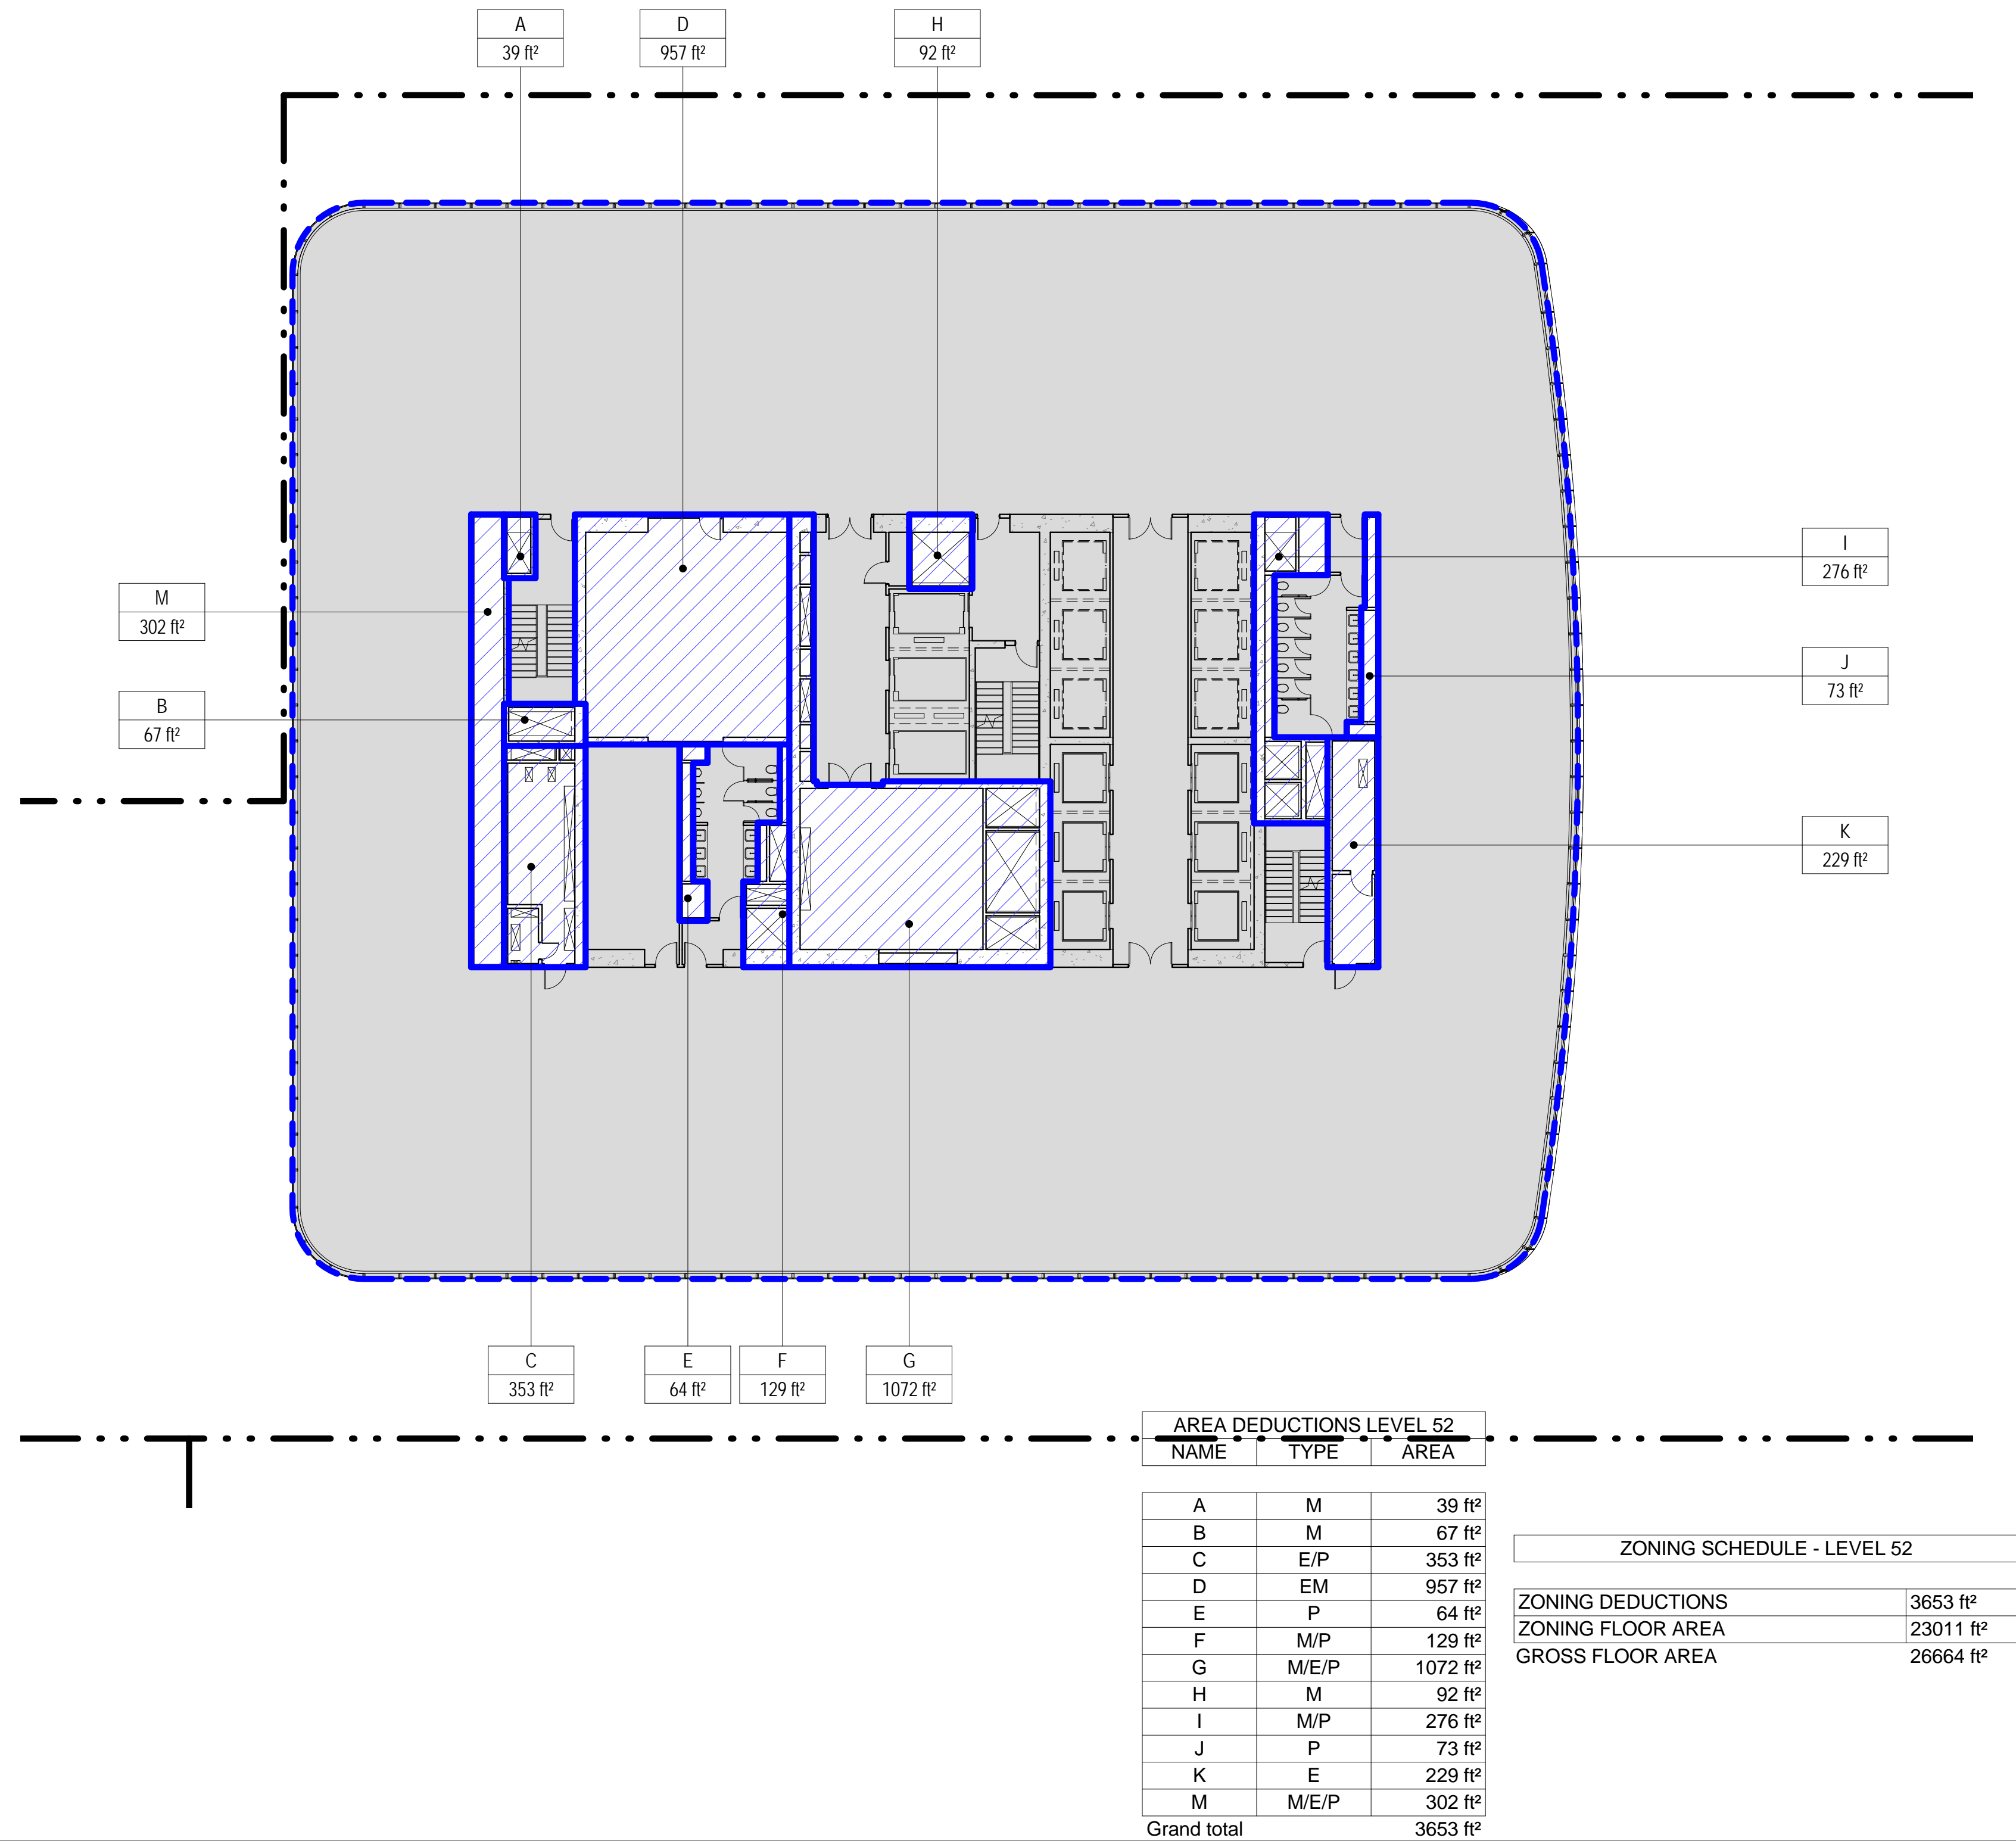 A
39 ft²
D
957 ft²
H
92 ft²
I
276 ft²
M
302 ft²
J
73 ft²
B
67 ft²
K
229 ft²
C
353 ft²
E
64 ft²
F
129 ft²
G
1072 ft²
AREA DEDUCTIONS LEVEL 52
NAME TYPE AREA
A M 39 ft²
B M 67 ft²
C E/P 353 ft²
D EM 957 ft²
E P 64 ft²
F M/P 129 ft²
G M/E/P 1072 ft²
H M 92 ft²
I M/P 276 ft²
J P 73 ft²
K E 229 ft²
M M/E/P 302 ft²
Grand total 3653 ft²
ZONING SCHEDULE - LEVEL 52
ZONING DEDUCTIONS 3653 ft²
ZONING FLOOR AREA 23011 ft²
GROSS FLOOR AREA 26664 ft²